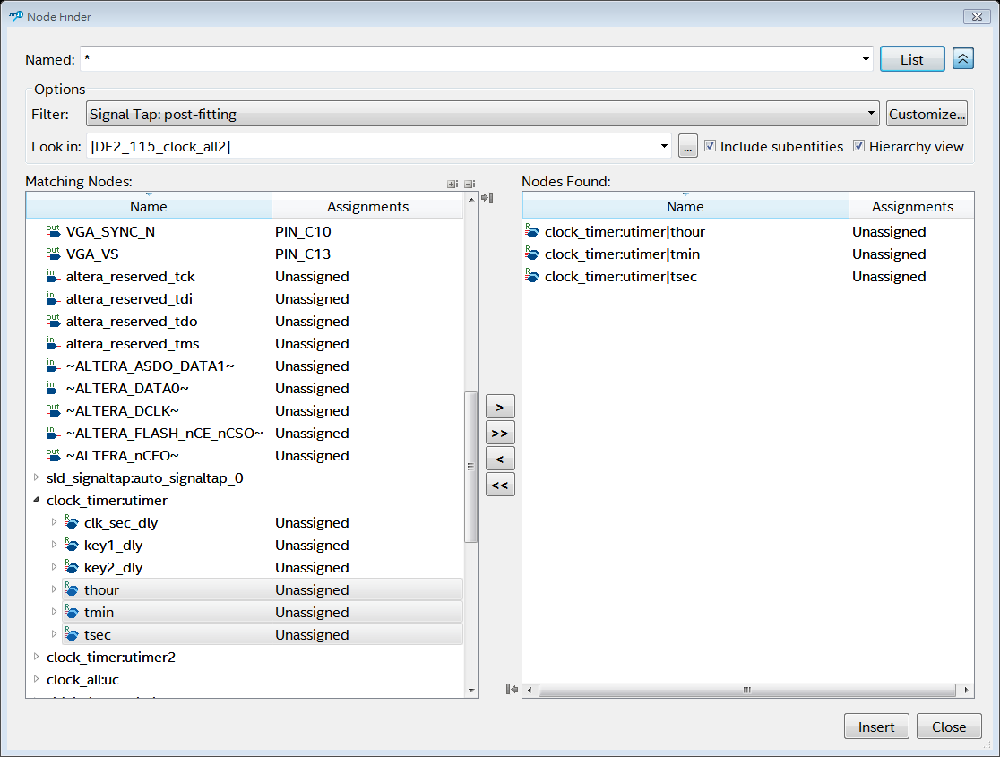 Node Finder
Named: * List
Options
Filter: Signal Tap: post-fitting Customize...
Look in: |DE2_115_clock_all2| ... Include subentities Hierarchy view
Matching Nodes:
Name Assignments
out VGA_SYNC_N PIN_C10
out VGA_VS PIN_C13
in altera_reserved_tck Unassigned
in altera_reserved_tdi Unassigned
out altera_reserved_tdo Unassigned
in altera_reserved_tms Unassigned
in ~ALTERA_ASDO_DATA1~ Unassigned
in ~ALTERA_DATA0~ Unassigned
out ~ALTERA_DCLK~ Unassigned
in ~ALTERA_FLASH_nCE_nCSO~ Unassigned
out ~ALTERA_nCEO~ Unassigned
sld_signaltap:auto_signaltap_0
clock_timer:utimer
R clk_sec_dly Unassigned
R key1_dly Unassigned
R key2_dly Unassigned
R thour Unassigned
R tmin Unassigned
R tsec Unassigned
clock_timer:utimer2
clock_all:uc
>
>>
<
<<
Nodes Found:
Name Assignments
R clock_timer:utimer|thour Unassigned
R clock_timer:utimer|tmin Unassigned
R clock_timer:utimer|tsec Unassigned
Insert Close